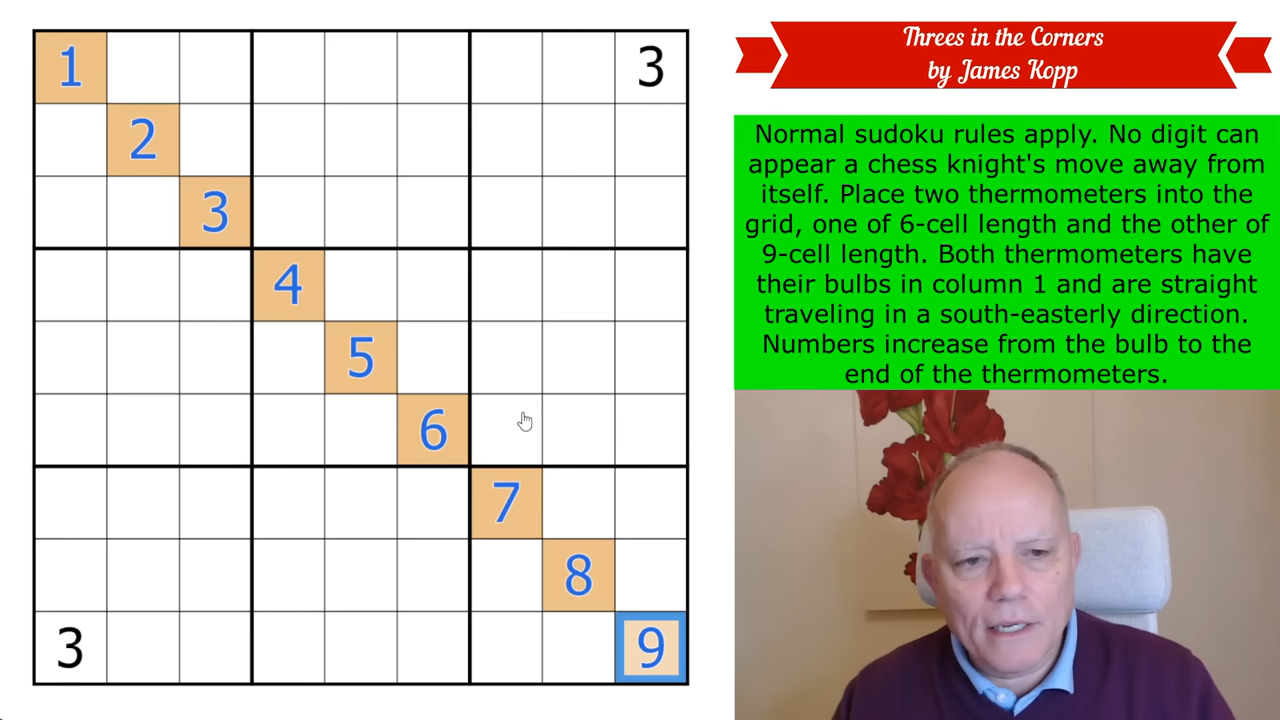 Threes in the Corners
by James Kopp
Normal sudoku rules apply. No digit can
appear a chess knight's move away from
itself. Place two thermometers into the
grid, one of 6-cell length and the other of
9-cell length. Both thermometers have
their bulbs in column 1 and are straight
traveling in a south-easterly direction.
Numbers increase from the bulb to the
end of the thermometers.
1 3
2
3
4
5
6
7
8
3 9